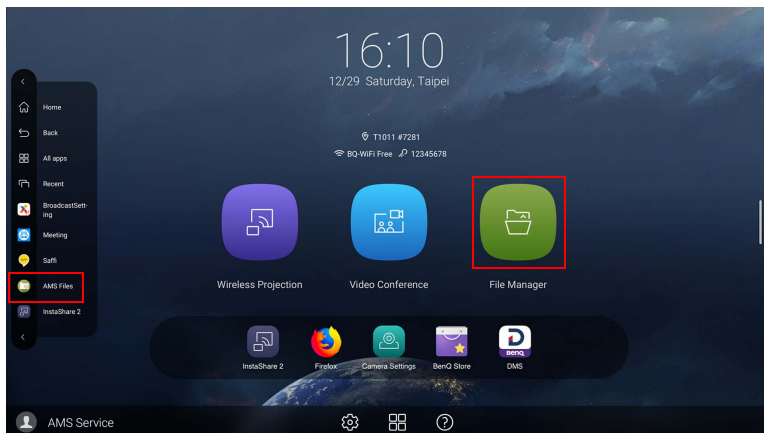 16:10
12/29 Saturday, Taipei
T1011 #7281
BQ-WiFi Free 12345678
Home
Back
All apps
Recent
BroadcastSett-
ing
Meeting
Saffi
AMS Files
InstaShare 2
Wireless Projection
Video Conference
File Manager
InstaShare 2
Firefox
Camera Settings
BenQ Store
BenQ
DMS
AMS Service